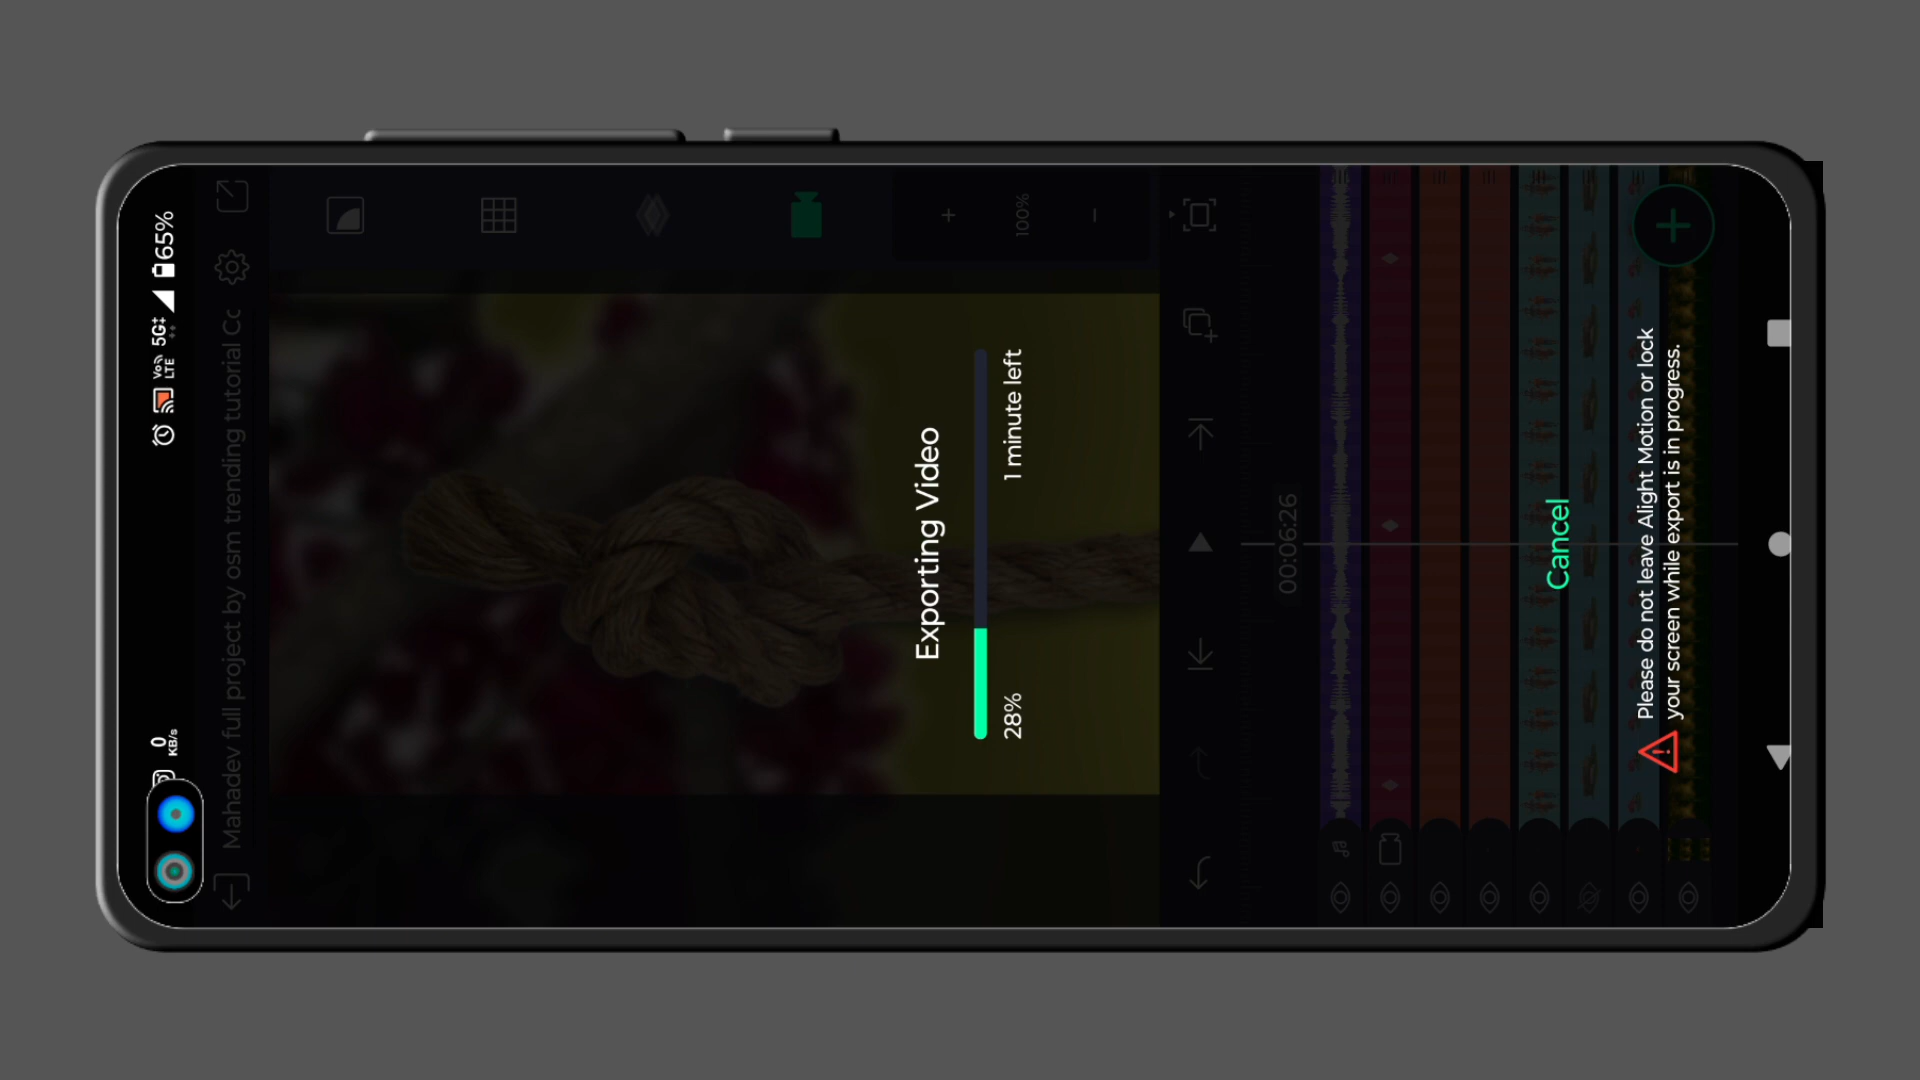 0
KB/s
Vo))
LTE
5G+
65%
Mahadev full project by osm trending tutorial Cc
100%
Exporting Video
28%
1 minute left
00:06:26
Cancel
Please do not leave Alight Motion or lock
your screen while export is in progress.